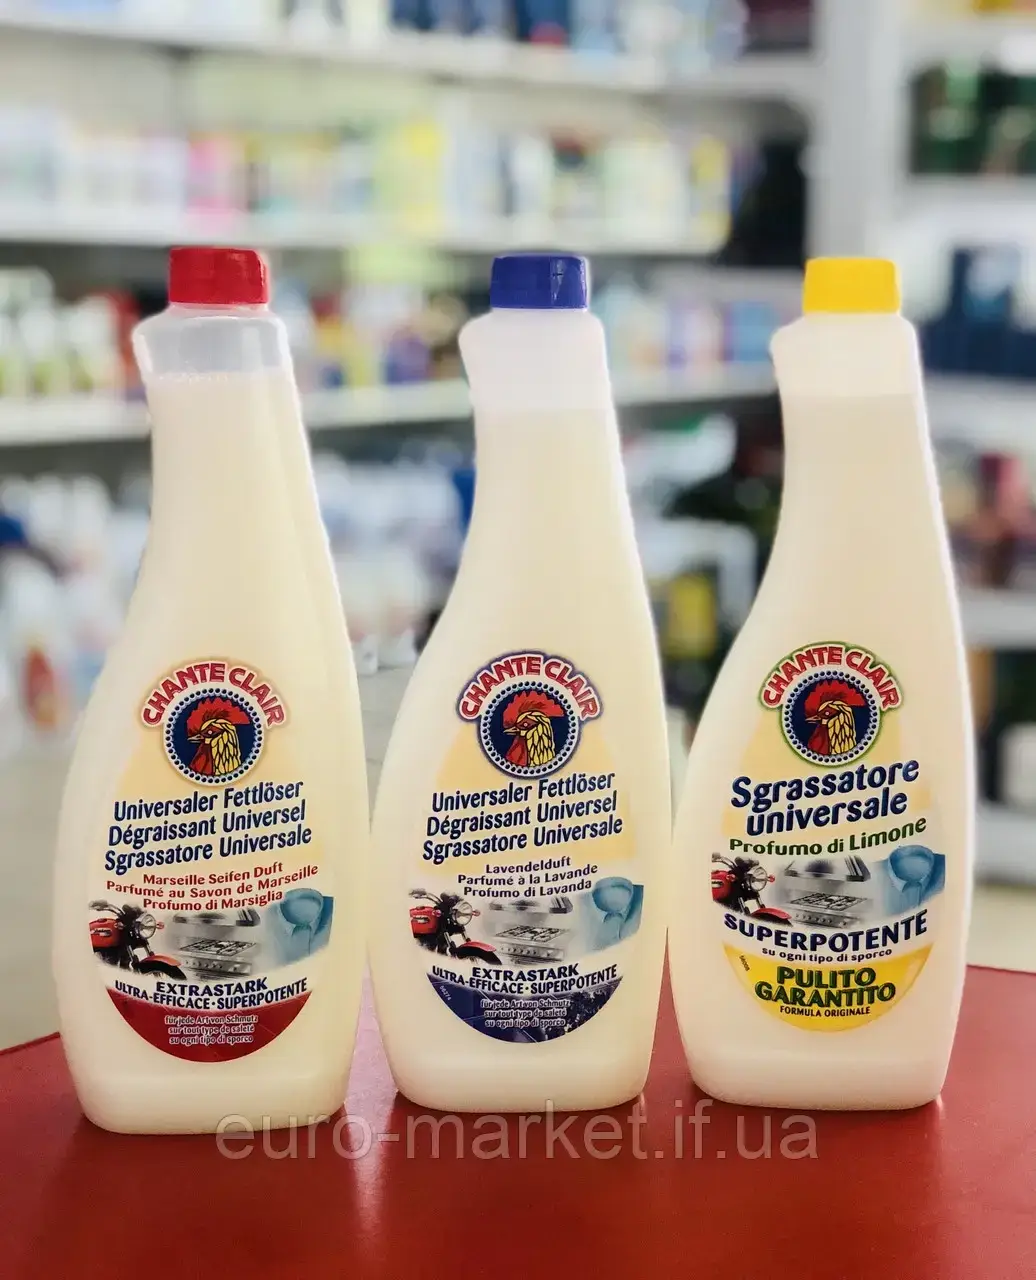 CHANTE CLAIR
Universaler Fettlöser
Dégraissant Universel
Sgrassatore Universale
Marseille Seifen Duft
Parfumé au Savon de Marseille
Profumo di Marsiglia
EXTRASTARK
ULTRA-EFFICACE · SUPERPOTENTE
für jede Art von Schmutz
sur tout type de saleté
su ogni tipo di sporco
CHANTE CLAIR
Universaler Fettlöser
Dégraissant Universel
Sgrassatore Universale
Lavendelduft
Parfumé à la Lavande
Profumo di Lavanda
EXTRASTARK
ULTRA-EFFICACE · SUPERPOTENTE
für jede Art von Schmutz
sur tout type de saleté
su ogni tipo di sporco
CHANTE CLAIR
Sgrassatore
universale
Profumo di Limone
SUPERPOTENTE
su ogni tipo di sporco
PULITO
GARANTITO
FORMULA ORIGINALE
euro-market.if.ua